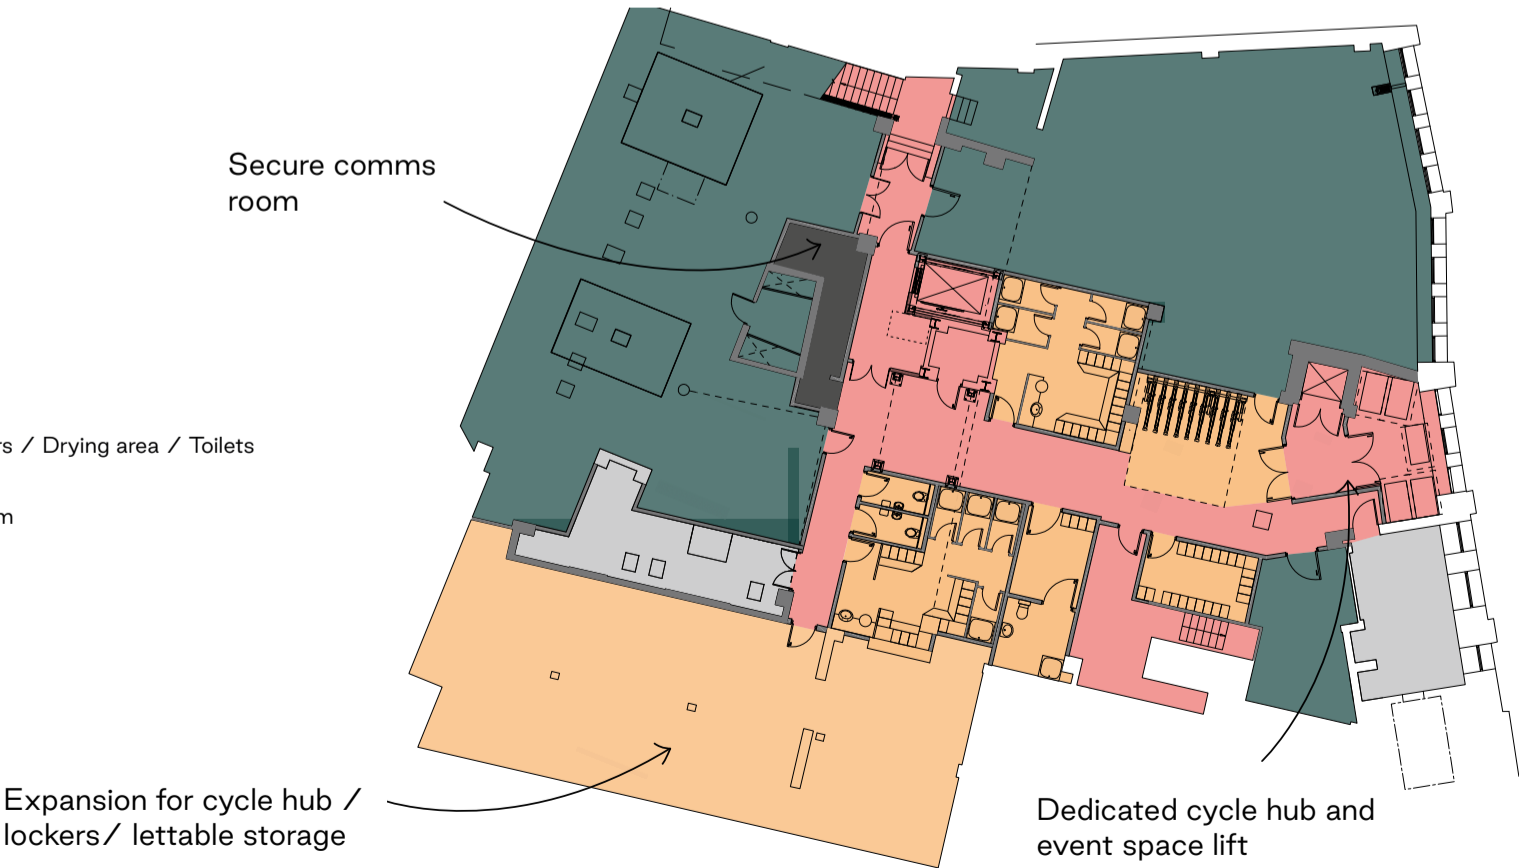 Secure comms
room
rs / Drying area / Toilets
m
Expansion for cycle hub /
lockers / lettable storage
Dedicated cycle hub and
event space lift